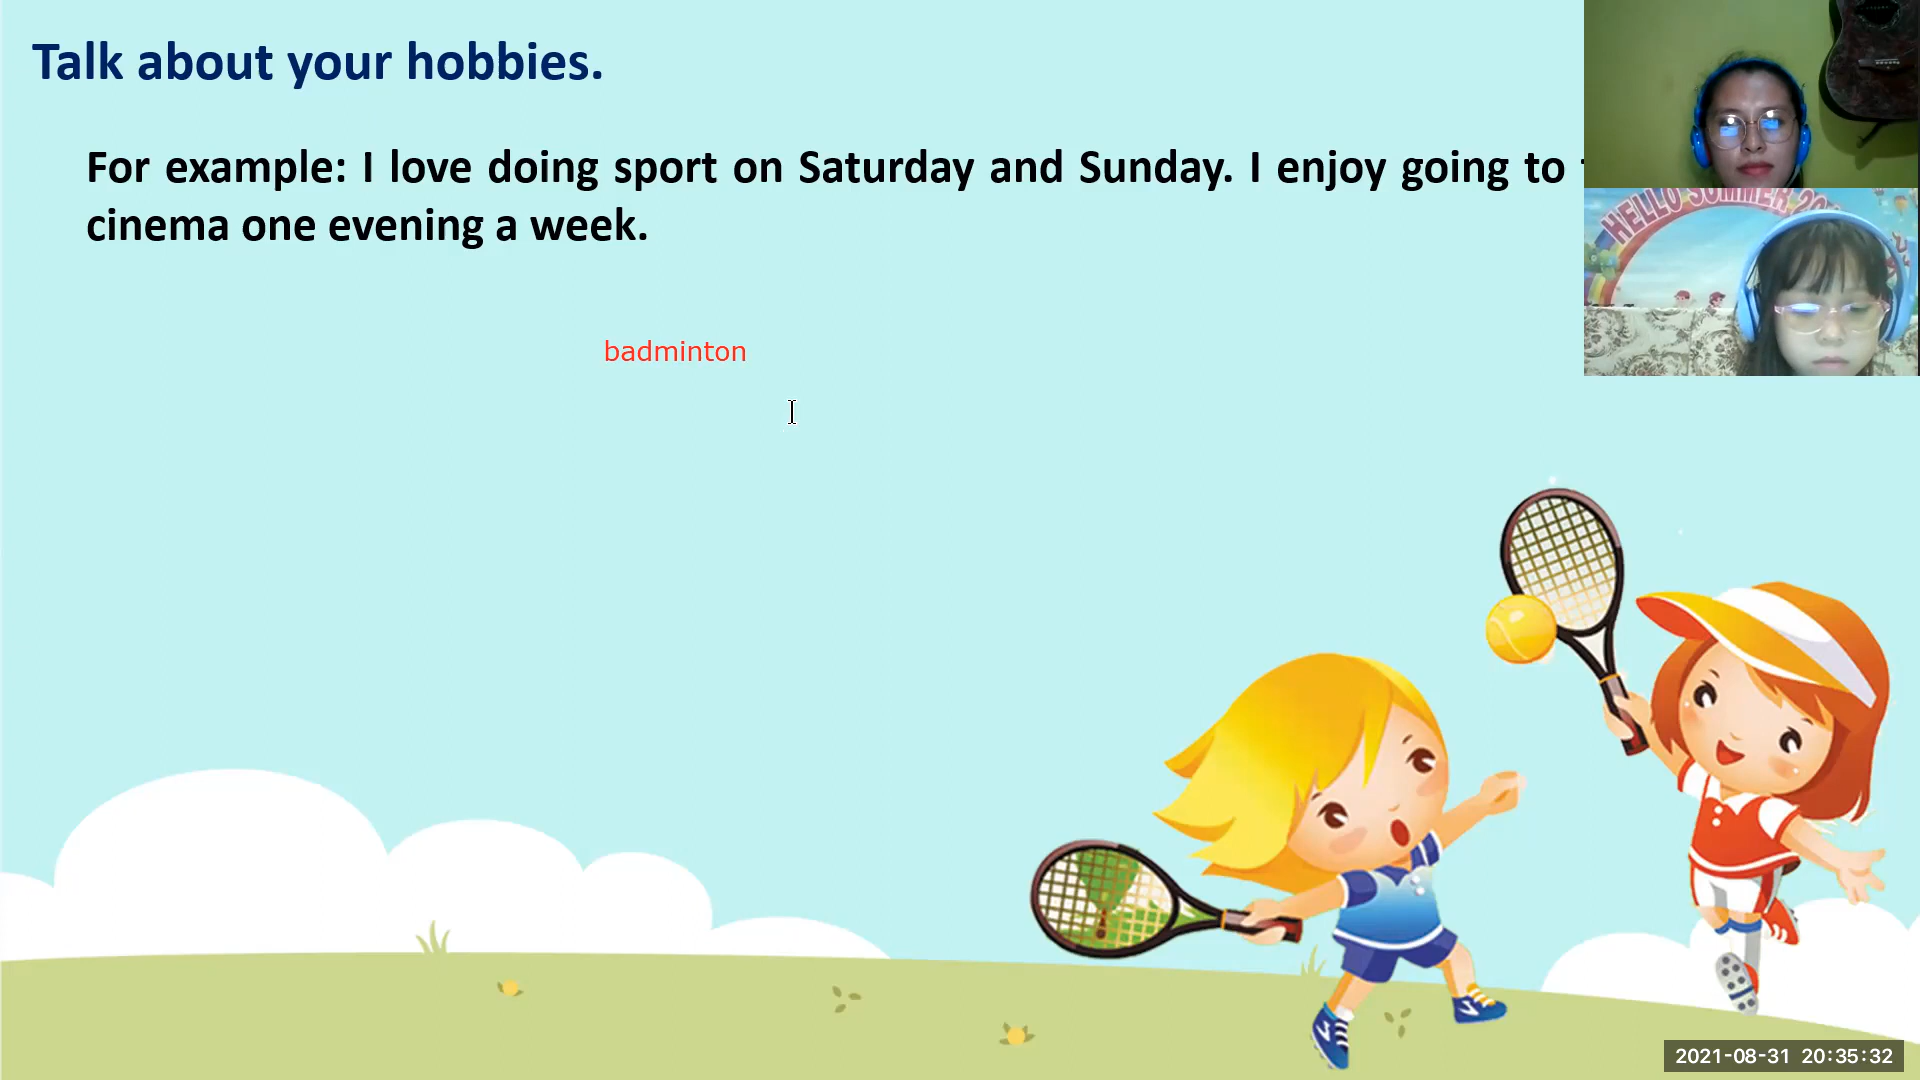 Talk about your hobbies.
For example: I love doing sport on Saturday and Sunday. I enjoy going to
cinema one evening a week.
badminton
HELLO SUMMER
2021-08-31 20:35:32